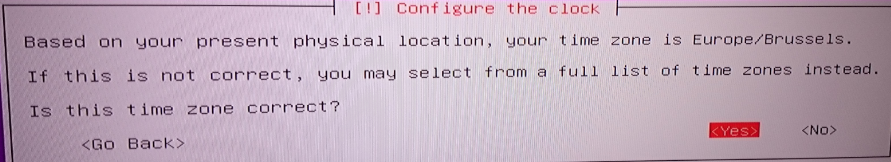 [!] Configure the clock
Based on your present physical location, your time zone is Europe/Brussels.
If this is not correct, you may select from a full list of time zones instead.
Is this time zone correct?
<Go Back> <Yes> <No>